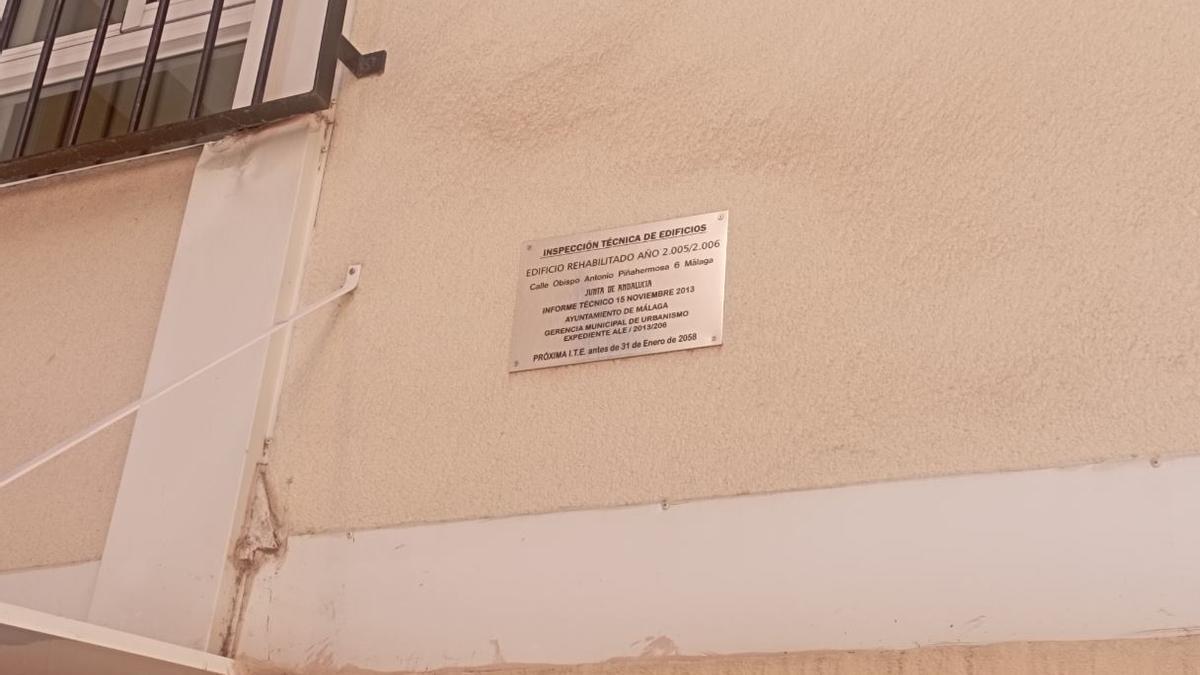 INSPECCIÓN TÉCNICA DE EDIFICIOS
EDIFICIO REHABILITADO AÑO 2.005/2.006
Calle Obispo Antonio Piñahermosa 6 Málaga
JUNTA DE ANDALUCIA
INFORME TÉCNICO 15 NOVIEMBRE 2013
AYUNTAMIENTO DE MÁLAGA
GERENCIA MUNICIPAL DE URBANISMO
EXPEDIENTE ALE / 2013/206
PRÓXIMA I.T.E. antes de 31 de Enero de 2058